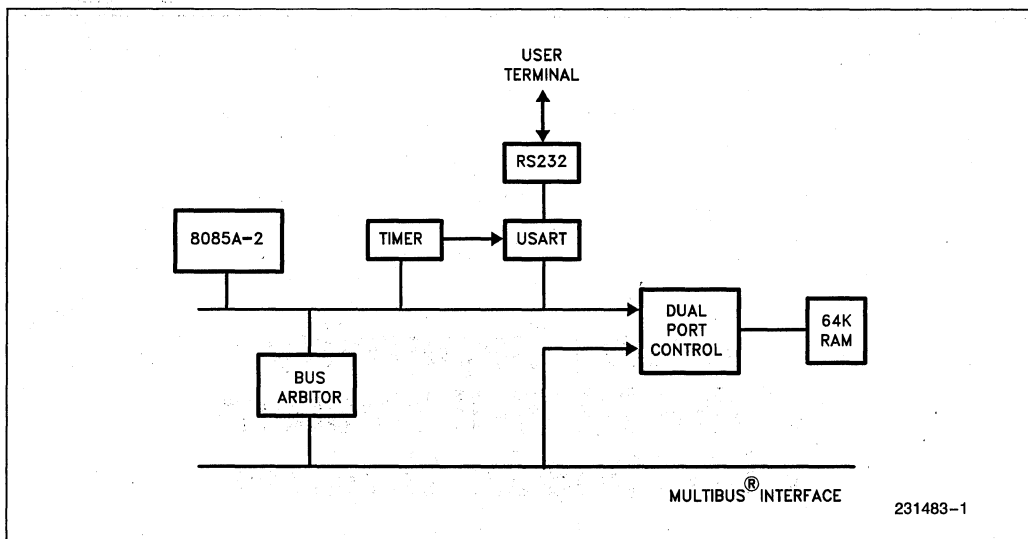 USER
TERMINAL
RS232
8085A-2
TIMER
USART
DUAL
PORT
CONTROL
64K
RAM
BUS
ARBITOR
MULTIBUS® INTERFACE
231483-1